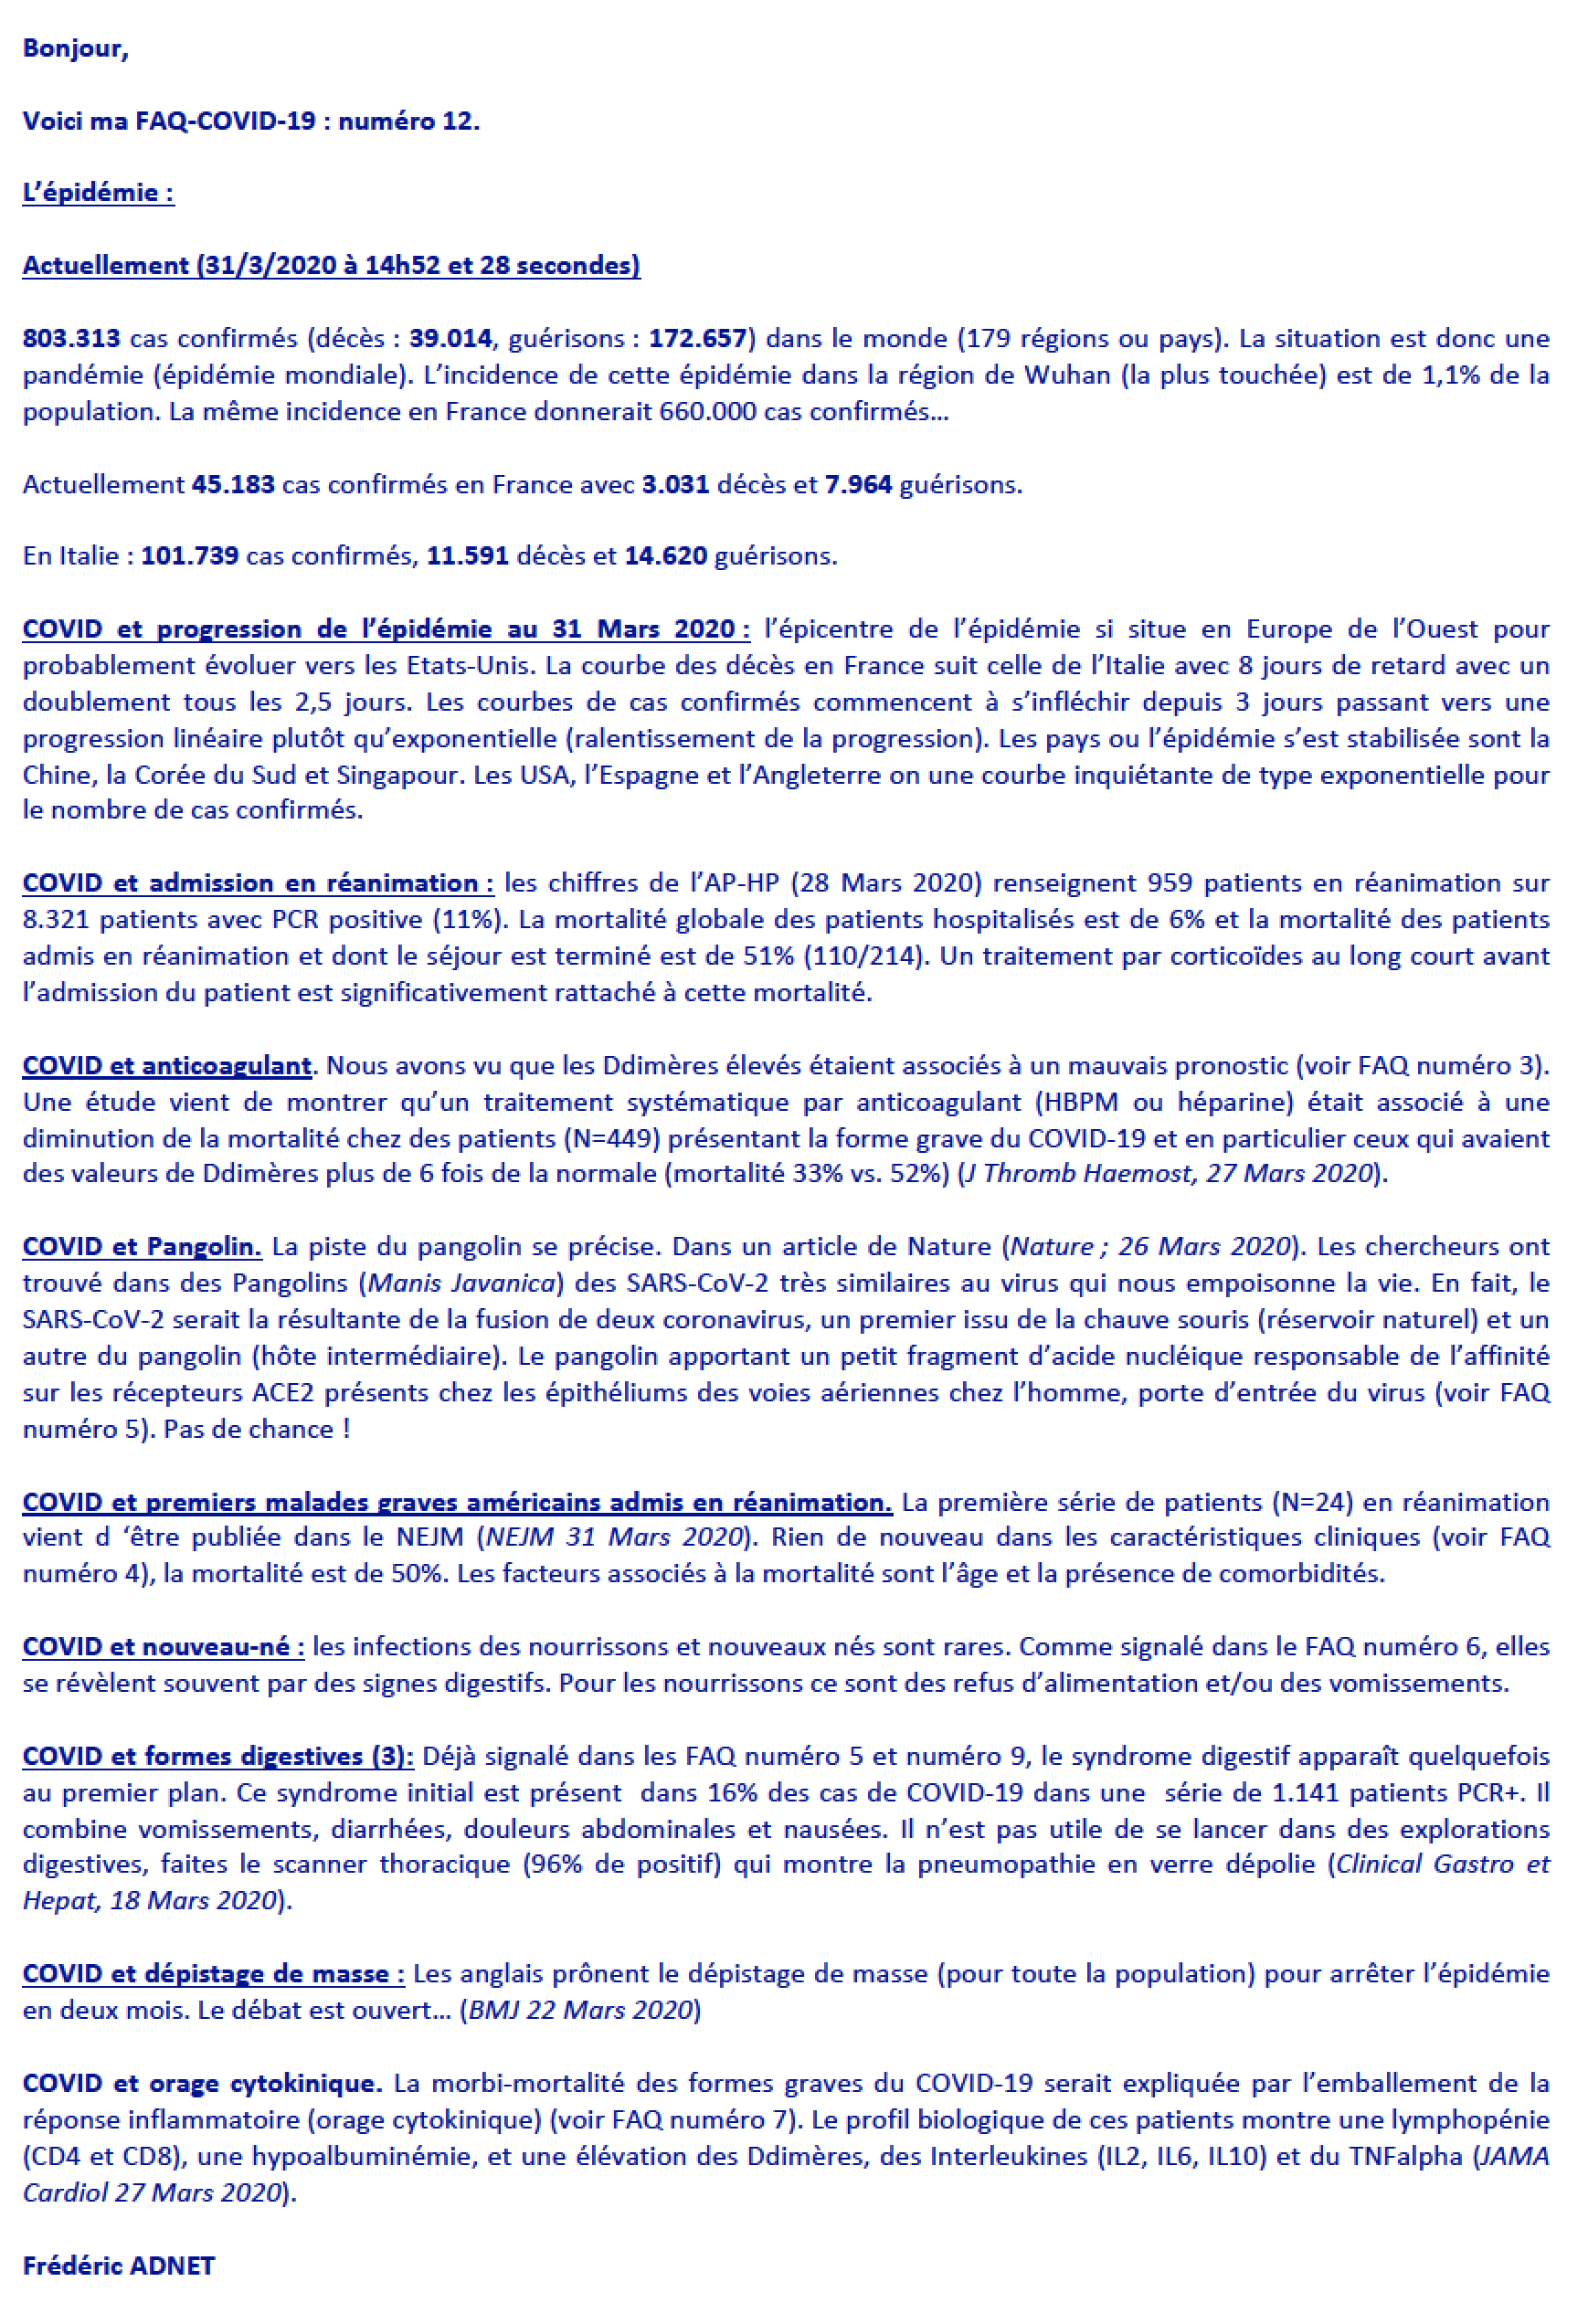 Bonjour,
Voici ma FAQ-COVID-19 : numéro 12.
L’épidémie :
Actuellement (31/3/2020 à 14h52 et 28 secondes)
803.313 cas confirmés (décès : 39.014, guérisons : 172.657) dans le monde (179 régions ou pays). La situation est donc une
pandémie (épidémie mondiale). L’incidence de cette épidémie dans la région de Wuhan (la plus touchée) est de 1,1% de la
population. La même incidence en France donnerait 660.000 cas confirmés…
Actuellement 45.183 cas confirmés en France avec 3.031 décès et 7.964 guérisons.
En Italie : 101.739 cas confirmés, 11.591 décès et 14.620 guérisons.
COVID et progression de l’épidémie au 31 Mars 2020 : l’épicentre de l’épidémie si situe en Europe de l’Ouest pour
probablement évoluer vers les Etats-Unis. La courbe des décès en France suit celle de l’Italie avec 8 jours de retard avec un
doublement tous les 2,5 jours. Les courbes de cas confirmés commencent à s’infléchir depuis 3 jours passant vers une
progression linéaire plutôt qu’exponentielle (ralentissement de la progression). Les pays ou l’épidémie s’est stabilisée sont la
Chine, la Corée du Sud et Singapour. Les USA, l’Espagne et l’Angleterre on une courbe inquiétante de type exponentielle pour
le nombre de cas confirmés.
COVID et admission en réanimation : les chiffres de l’AP-HP (28 Mars 2020) renseignent 959 patients en réanimation sur
8.321 patients avec PCR positive (11%). La mortalité globale des patients hospitalisés est de 6% et la mortalité des patients
admis en réanimation et dont le séjour est terminé est de 51% (110/214). Un traitement par corticoïdes au long court avant
l’admission du patient est significativement rattaché à cette mortalité.
COVID et anticoagulant. Nous avons vu que les Ddimères élevés étaient associés à un mauvais pronostic (voir FAQ numéro 3).
Une étude vient de montrer qu’un traitement systématique par anticoagulant (HBPM ou héparine) était associé à une
diminution de la mortalité chez des patients (N=449) présentant la forme grave du COVID-19 et en particulier ceux qui avaient
des valeurs de Ddimères plus de 6 fois de la normale (mortalité 33% vs. 52%) (J Thromb Haemost, 27 Mars 2020).
COVID et Pangolin. La piste du pangolin se précise. Dans un article de Nature (Nature ; 26 Mars 2020). Les chercheurs ont
trouvé dans des Pangolins (Manis Javanica) des SARS-CoV-2 très similaires au virus qui nous empoisonne la vie. En fait, le
SARS-CoV-2 serait la résultante de la fusion de deux coronavirus, un premier issu de la chauve souris (réservoir naturel) et un
autre du pangolin (hôte intermédiaire). Le pangolin apportant un petit fragment d’acide nucléique responsable de l’affinité
sur les récepteurs ACE2 présents chez les épithéliums des voies aériennes chez l’homme, porte d’entrée du virus (voir FAQ
numéro 5). Pas de chance !
COVID et premiers malades graves américains admis en réanimation. La première série de patients (N=24) en réanimation
vient d ‘être publiée dans le NEJM (NEJM 31 Mars 2020). Rien de nouveau dans les caractéristiques cliniques (voir FAQ
numéro 4), la mortalité est de 50%. Les facteurs associés à la mortalité sont l’âge et la présence de comorbidités.
COVID et nouveau-né : les infections des nourrissons et nouveaux nés sont rares. Comme signalé dans le FAQ numéro 6, elles
se révèlent souvent par des signes digestifs. Pour les nourrissons ce sont des refus d’alimentation et/ou des vomissements.
COVID et formes digestives (3): Déjà signalé dans les FAQ numéro 5 et numéro 9, le syndrome digestif apparaît quelquefois
au premier plan. Ce syndrome initial est présent dans 16% des cas de COVID-19 dans une série de 1.141 patients PCR+. Il
combine vomissements, diarrhées, douleurs abdominales et nausées. Il n’est pas utile de se lancer dans des explorations
digestives, faites le scanner thoracique (96% de positif) qui montre la pneumopathie en verre dépolie (Clinical Gastro et
Hepat, 18 Mars 2020).
COVID et dépistage de masse : Les anglais prônent le dépistage de masse (pour toute la population) pour arrêter l’épidémie
en deux mois. Le débat est ouvert… (BMJ 22 Mars 2020)
COVID et orage cytokinique. La morbi-mortalité des formes graves du COVID-19 serait expliquée par l’emballement de la
réponse inflammatoire (orage cytokinique) (voir FAQ numéro 7). Le profil biologique de ces patients montre une lymphopénie
(CD4 et CD8), une hypoalbuminémie, et une élévation des Ddimères, des Interleukines (IL2, IL6, IL10) et du TNFalpha (JAMA
Cardiol 27 Mars 2020).
Frédéric ADNET